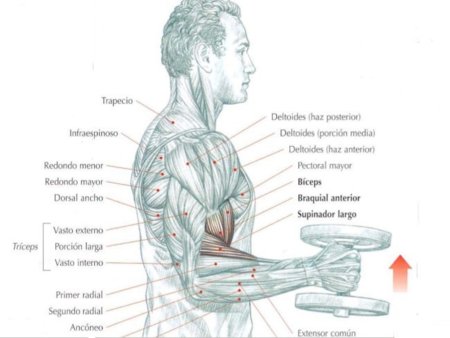 Trapecio
Infraespinoso
Redondo menor
Redondo mayor
Dorsal ancho
Tríceps
Vasto externo
Porción larga
Vasto interno
Primer radial
Segundo radial
Ancóneo
Deltoides (haz posterior)
Deltoides (porción media)
Deltoides (haz anterior)
Pectoral mayor
Bíceps
Braquial anterior
Supinador largo
Extensor común